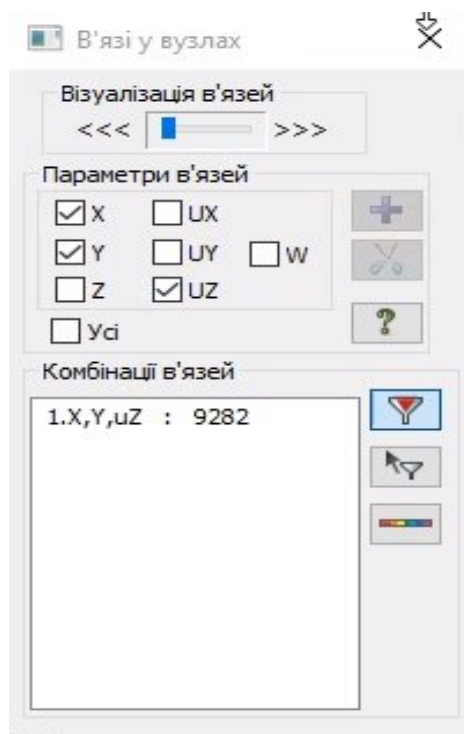 В'язі у вузлах
Візуалізація в'язей
<<< >>>
Параметри в'язей
X UX
Y UY W
Z UZ
Усі
?
Комбінації в'язей
1.X,Y,uZ : 9282